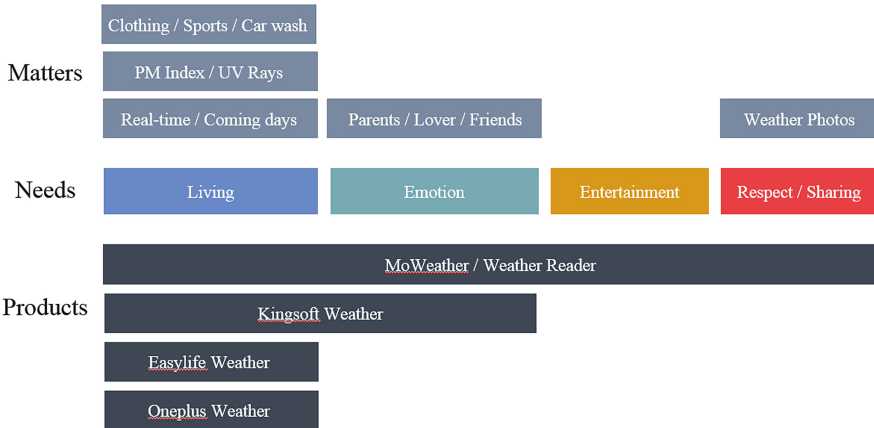 Clothing / Sports / Car wash
Matters
PM Index / UV Rays
Real-time / Coming days
Parents / Lover / Friends
Weather Photos
Needs
Living
Emotion
Entertainment
Respect / Sharing
MoWeather / Weather Reader
Products
Kingsoft Weather
Easylife Weather
Oneplus Weather